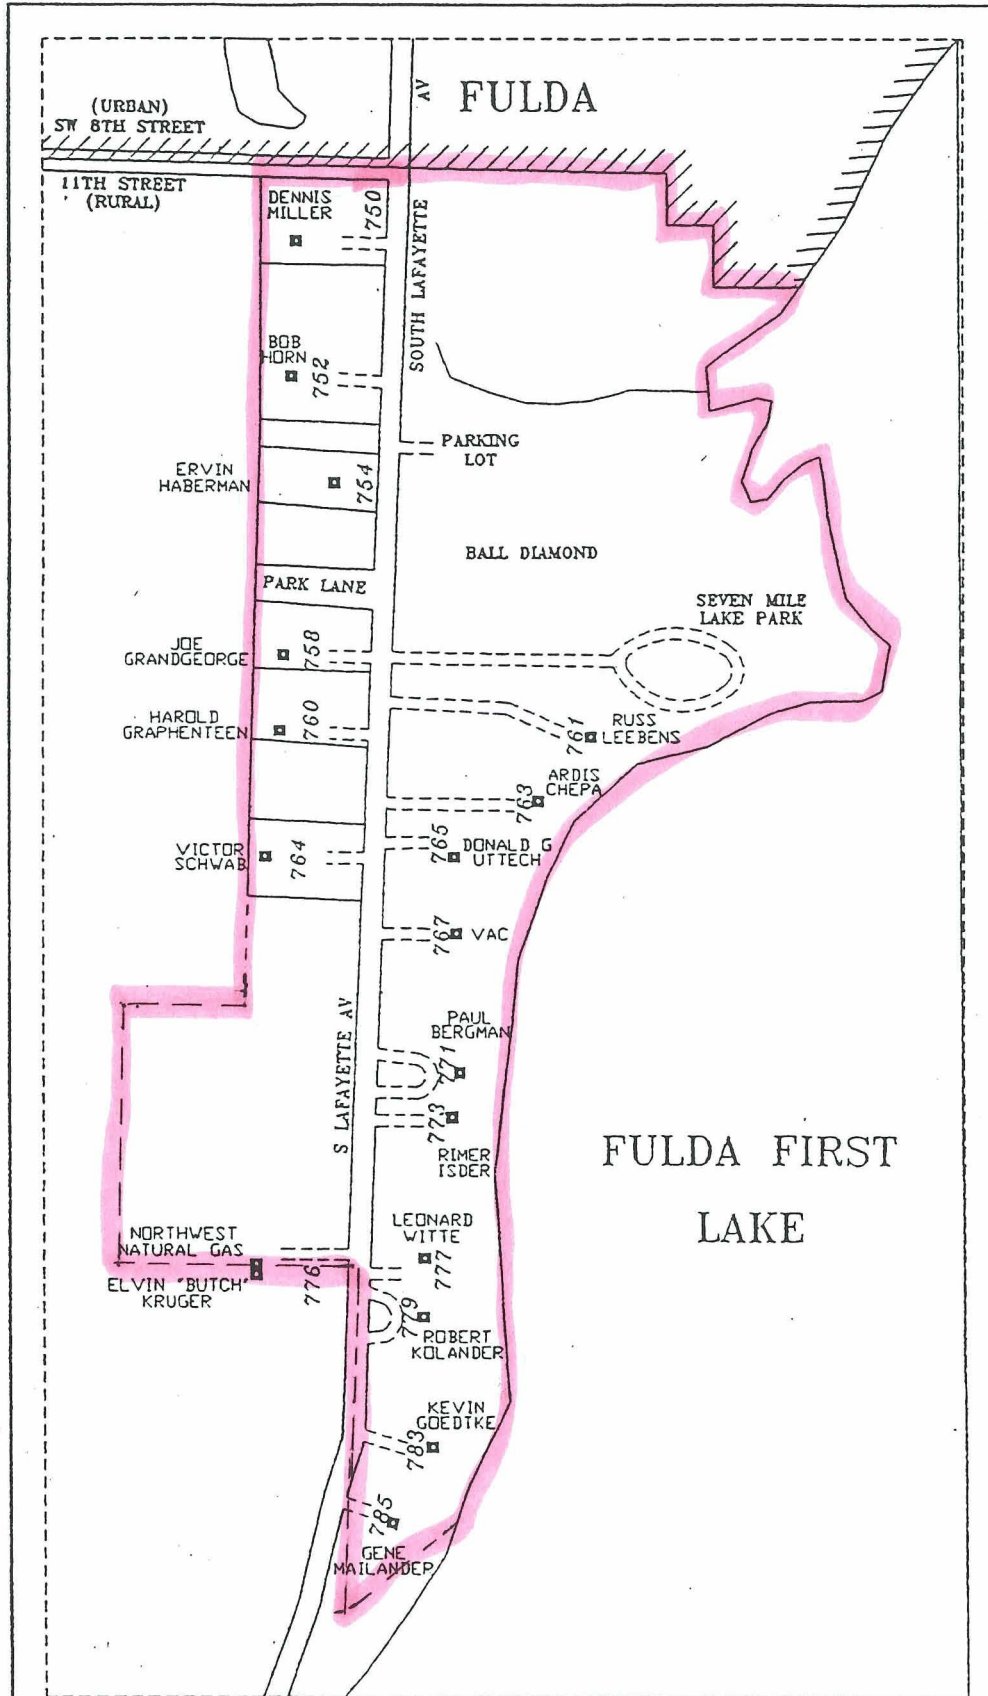 FULDA
AV
(URBAN)
SW 8TH STREET
11TH STREET
(RURAL)
DENNIS
MILLER
750
SOUTH LAFAYETTE
BOB
HORN
752
PARKING
LOT
ERVIN
HABERMAN
754
BALL DIAMOND
PARK LANE
SEVEN MILE
LAKE PARK
JOE
GRANDGEORGE
758
HAROLD
GRAPHENTEEN
760
761
RUSS
LEEBENS
ARDIS
CHEPA
763
VICTOR
SCHWAB
764
765
DONALD G
UTTECH
767
VAC
S LAFAYETTE AV
PAUL
BERGMAN
771
773
RIMER
ISDER
FULDA FIRST
LAKE
LEONARD
WITTE
777
NORTHWEST
NATURAL GAS
ELVIN "BUTCH"
KRUGER
776
779
ROBERT
KOLANDER
KEVIN
GOEDTKE
783
785
GENE
MAILANDER